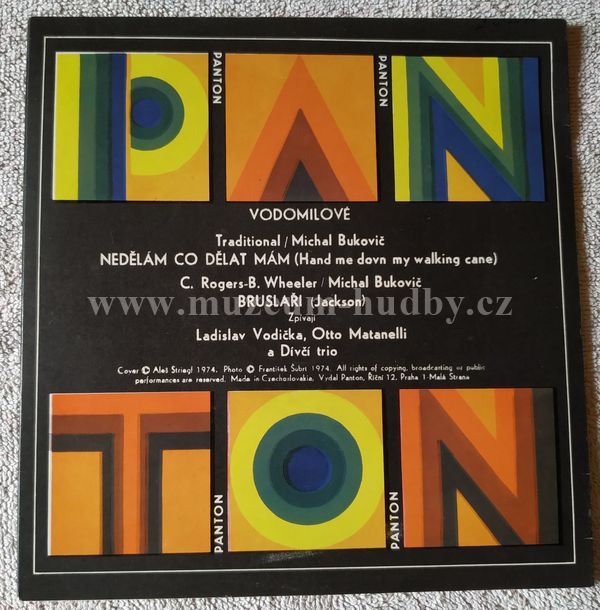 PAN
PANTON
PANTON
VODOMILOVÉ
Traditional / Michal Bukovič
NEDĚLÁM CO DĚLAT MÁM (Hand me dovn my walking cane)
C. Rogers-B. Wheeler / Michal Bukovič
BRUSLAŘI (Jackson)
www.muzeum-hudby.cz
Zpívají
Ladislav Vodička, Otto Matanelli
a Dívčí trio
Cover © Aleš Striegl 1974. Photo © František Šubrt 1974. All rights of copying, broadcasting or public
performances are reserved. Made in Czechoslovakia. Vydal Panton, Říční 12, Praha 1-Malá Strana
TON
PANTON
PANTON